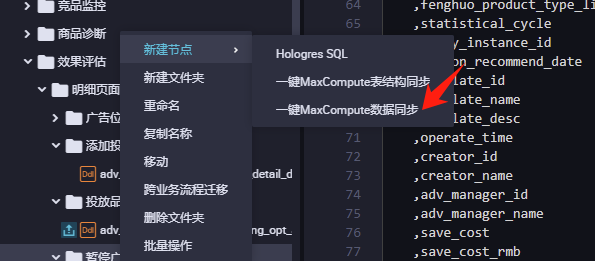 竞品监控
商品诊断
效果评估
明细页面
广告位
添加投
adv_
投放品
adv_
暂停广
新建节点
新建文件夹
重命名
复制名称
移动
跨业务流程迁移
删除文件夹
批量操作
Hologres SQL
一键MaxCompute表结构同步
一键MaxCompute数据同步
detail_d
ng_opt_
64 ,fenghuo_product_type_li
,statistical_cycle
y_instance_id
on_recommend_date
late_id
late_name
late_desc
71 ,operate_time
72 ,creator_id
73 ,creator_name
74 ,adv_manager_id
75 ,adv_manager_name
76 ,save_cost
77 ,save_cost_rmb